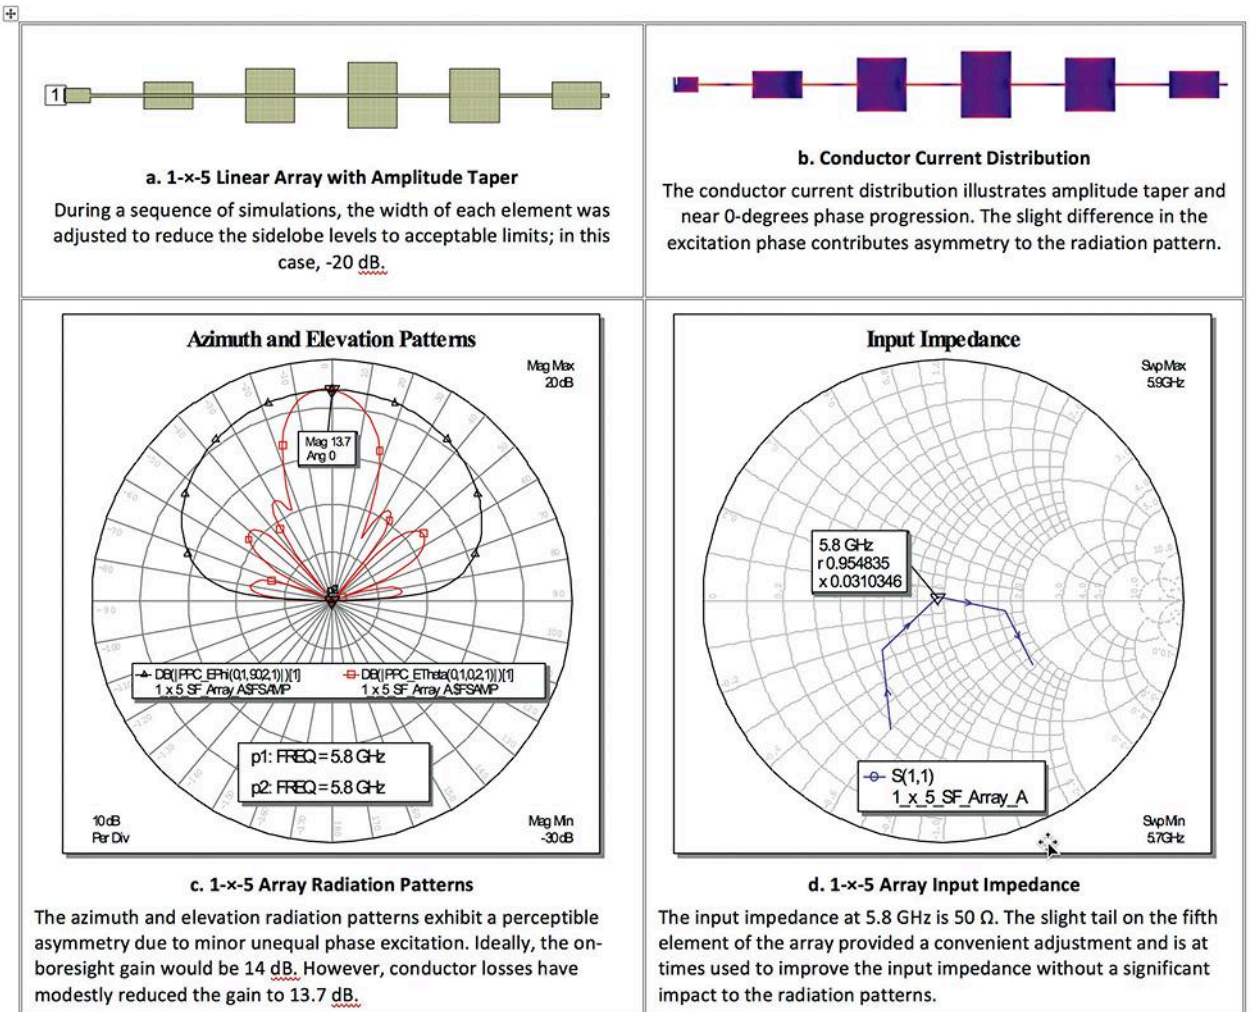 1
a. 1-×-5 Linear Array with Amplitude Taper
During a sequence of simulations, the width of each element was
adjusted to reduce the sidelobe levels to acceptable limits; in this
case, -20 dB.
b. Conductor Current Distribution
The conductor current distribution illustrates amplitude taper and
near 0-degrees phase progression. The slight difference in the
excitation phase contributes asymmetry to the radiation pattern.
Azimuth and Elevation Patterns
Mag Max
20 dB
Mag 13.7
Ang 0
DB(|PPC_EPhi(0,1,90,2,1)|)[1]
1_x_5_SF_Array_A.$FSAMP
DB(|PPC_ETheta(0,1,0,2,1)|)[1]
1_x_5_SF_Array_A.$FSAMP
p1: FREQ = 5.8 GHz
p2: FREQ = 5.8 GHz
10 dB
Per Div
Mag Min
-30 dB
c. 1-×-5 Array Radiation Patterns
The azimuth and elevation radiation patterns exhibit a perceptible
asymmetry due to minor unequal phase excitation. Ideally, the on-
boresight gain would be 14 dB. However, conductor losses have
modestly reduced the gain to 13.7 dB.
Input Impedance
Swp Max
5.9GHz
5.8 GHz
r 0.954835
x 0.0310346
S(1,1)
1_x_5_SF_Array_A
Swp Min
5.7GHz
d. 1-×-5 Array Input Impedance
The input impedance at 5.8 GHz is 50 Ω. The slight tail on the fifth
element of the array provided a convenient adjustment and is at
times used to improve the input impedance without a significant
impact to the radiation patterns.